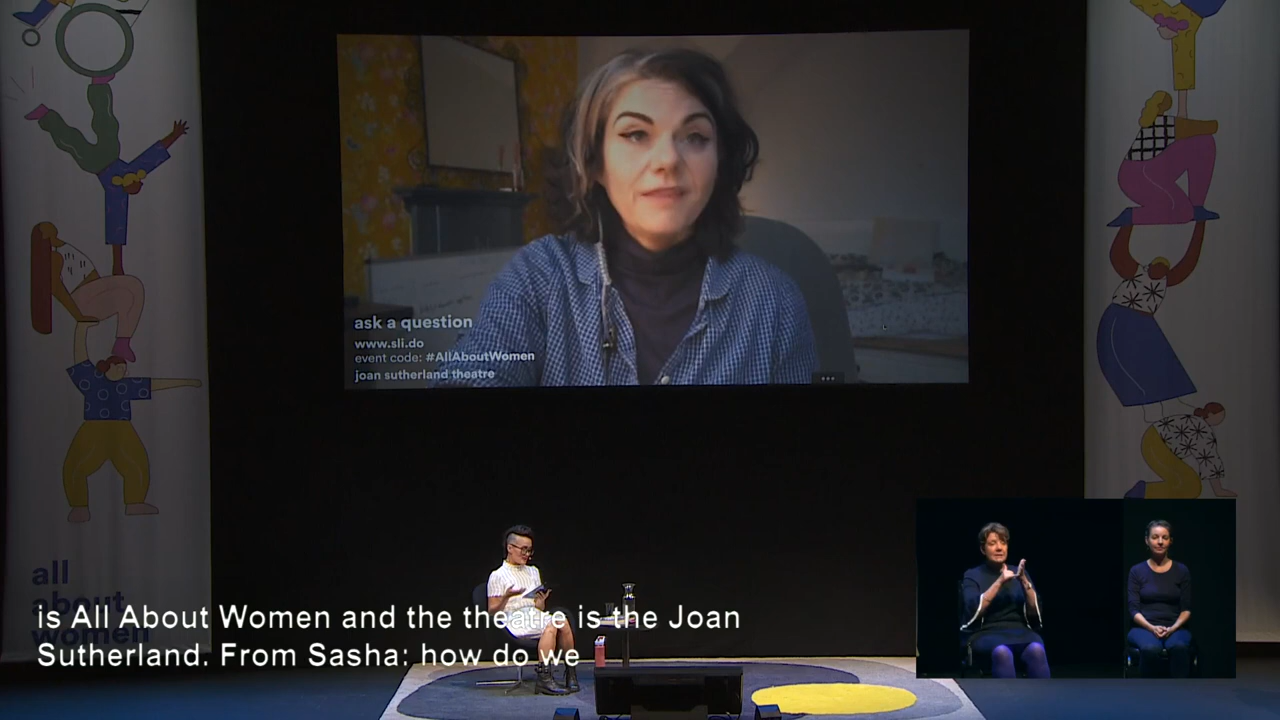 ask a question
www.sli.do
event code: #AllAboutWomen
joan sutherland theatre
all
about
women
is All About Women and the theatre is the Joan
Sutherland. From Sasha: how do we